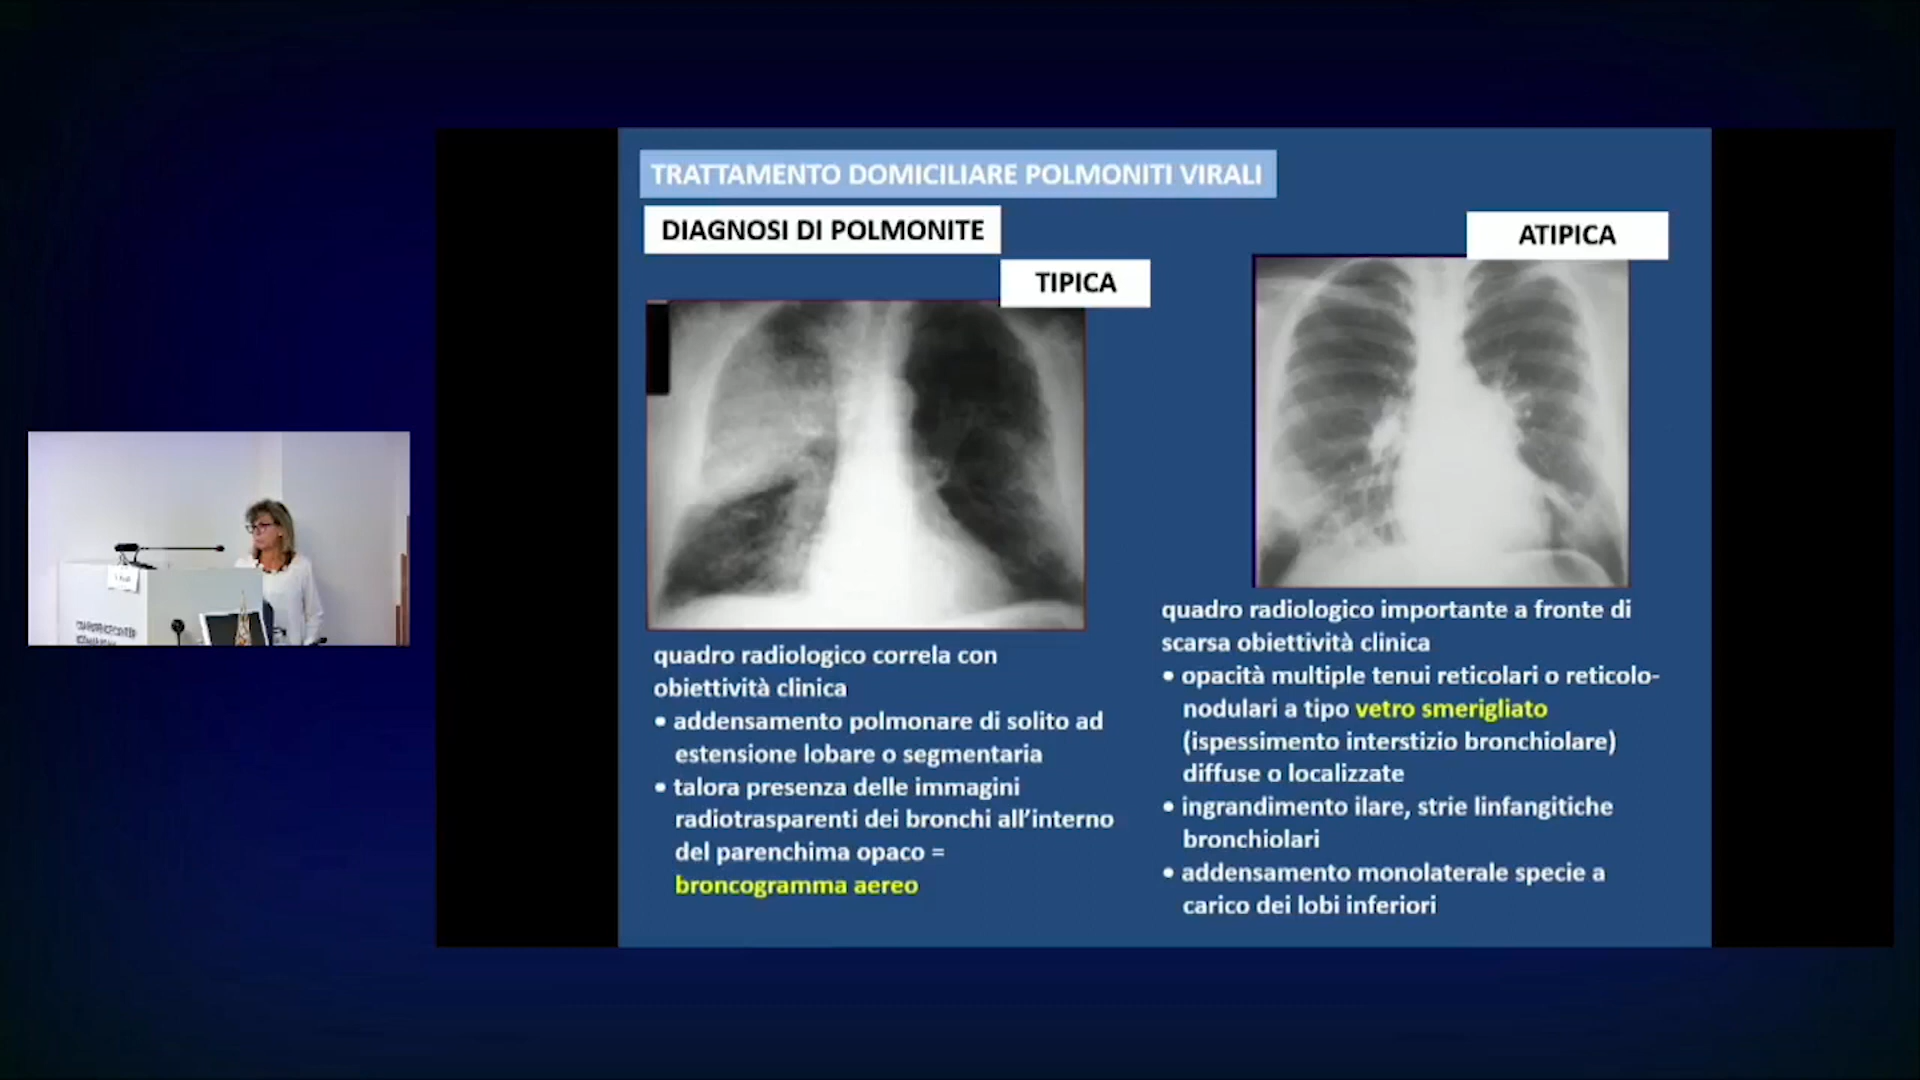 TRATTAMENTO DOMICILIARE POLMONITI VIRALI
DIAGNOSI DI POLMONITE
TIPICA
quadro radiologico correla con
obiettività clinica
• addensamento polmonare di solito ad
estensione lobare o segmentaria
• talora presenza delle immagini
radiotrasparenti dei bronchi all'interno
del parenchima opaco =
broncogramma aereo
ATIPICA
quadro radiologico importante a fronte di
scarsa obiettività clinica
• opacità multiple tenui reticolari o reticolo-
nodulari a tipo vetro smerigliato
(ispessimento interstizio bronchiolare)
diffuse o localizzate
• ingrandimento ilare, strie linfangitiche
bronchiolari
• addensamento monolaterale specie a
carico dei lobi inferiori